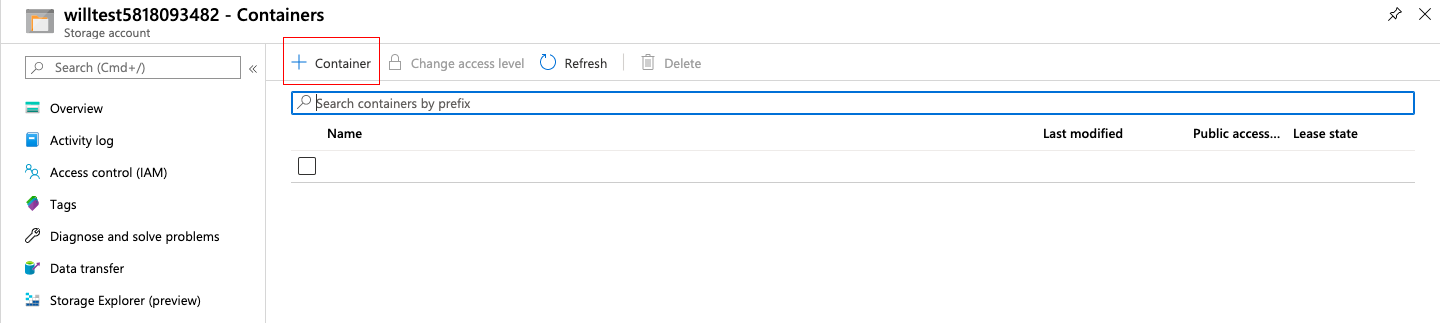 willtest5818093482 - Containers
Storage account
Search (Cmd+/)
«
Overview
Activity log
Access control (IAM)
Tags
Diagnose and solve problems
Data transfer
Storage Explorer (preview)
Container Change access level Refresh Delete
Search containers by prefix
Name Last modified Public access... Lease state